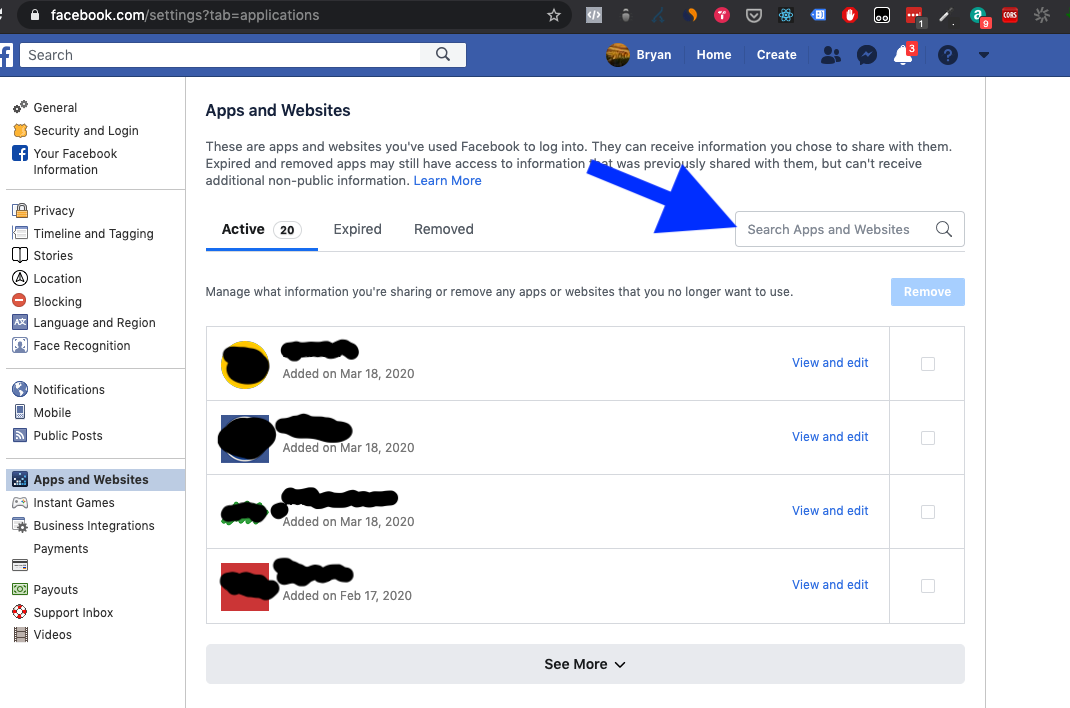 facebook.com/settings?tab=applications
1
9
CORS
Search
Bryan
Home
Create
3
General
Security and Login
Your Facebook
Information
Privacy
Timeline and Tagging
Stories
Location
Blocking
Language and Region
Face Recognition
Notifications
Mobile
Public Posts
Apps and Websites
Instant Games
Business Integrations
Payments
Payouts
Support Inbox
Videos
Apps and Websites
These are apps and websites you've used Facebook to log into. They can receive information you chose to share with them.
Expired and removed apps may still have access to information that was previously shared with them, but can't receive
additional non-public information. Learn More
Active 20 Expired Removed
Search Apps and Websites
Manage what information you're sharing or remove any apps or websites that you no longer want to use.
Remove
Added on Mar 18, 2020
View and edit
Added on Mar 18, 2020
View and edit
Added on Mar 18, 2020
View and edit
Added on Feb 17, 2020
View and edit
See More